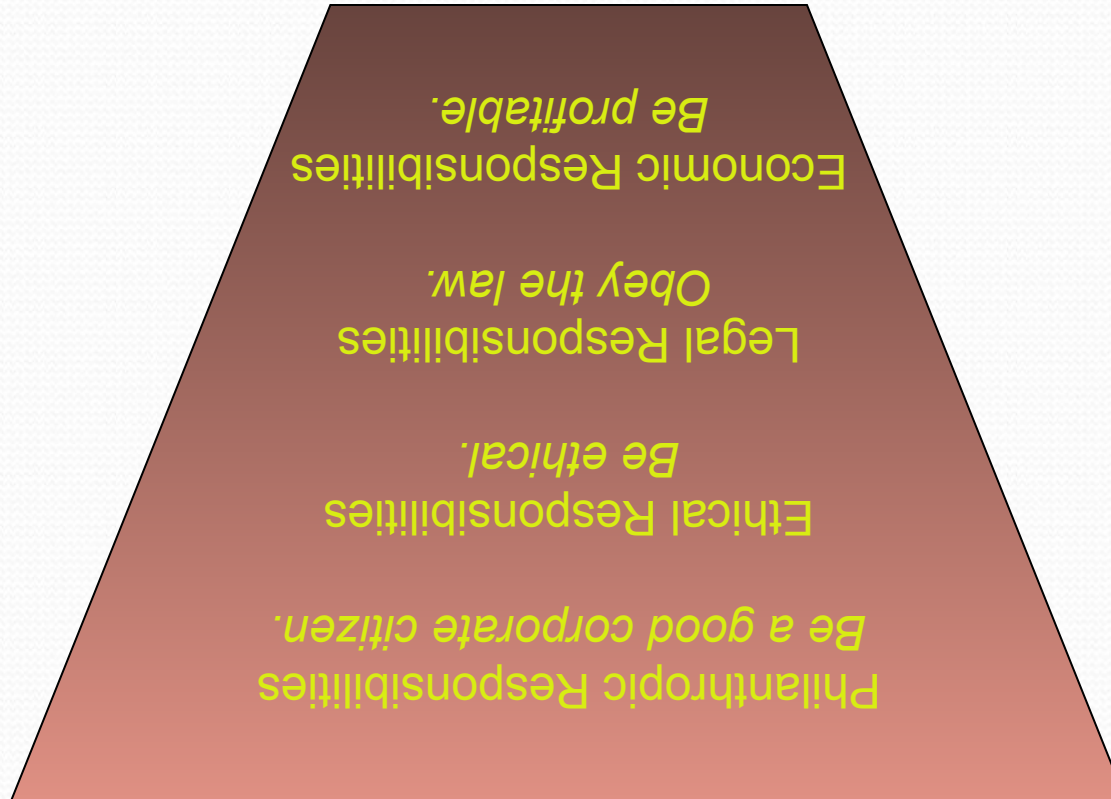 Philanthropic Responsibilities
Be a good corporate citizen.
Ethical Responsibilities
Be ethical.
Legal Responsibilities
Obey the law.
Economic Responsibilities
Be profitable.